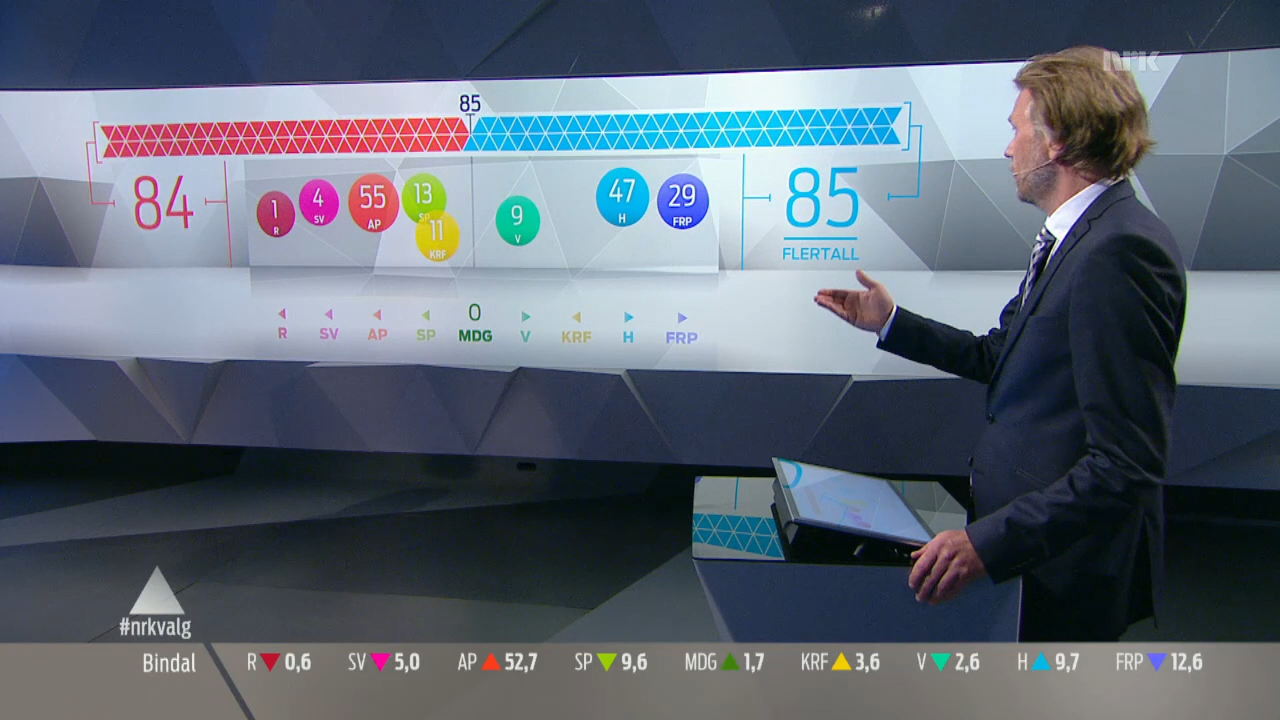 nrk
85
84
1
R
4
SV
55
AP
13
SP
11
KRF
9
V
47
H
29
FRP
85
FLERTALL
0
R SV AP SP MDG V KRF H FRP
#nrkvalg
Bindal R 0,6 SV 5,0 AP 52,7 SP 9,6 MDG 1,7 KRF 3,6 V 2,6 H 9,7 FRP 12,6